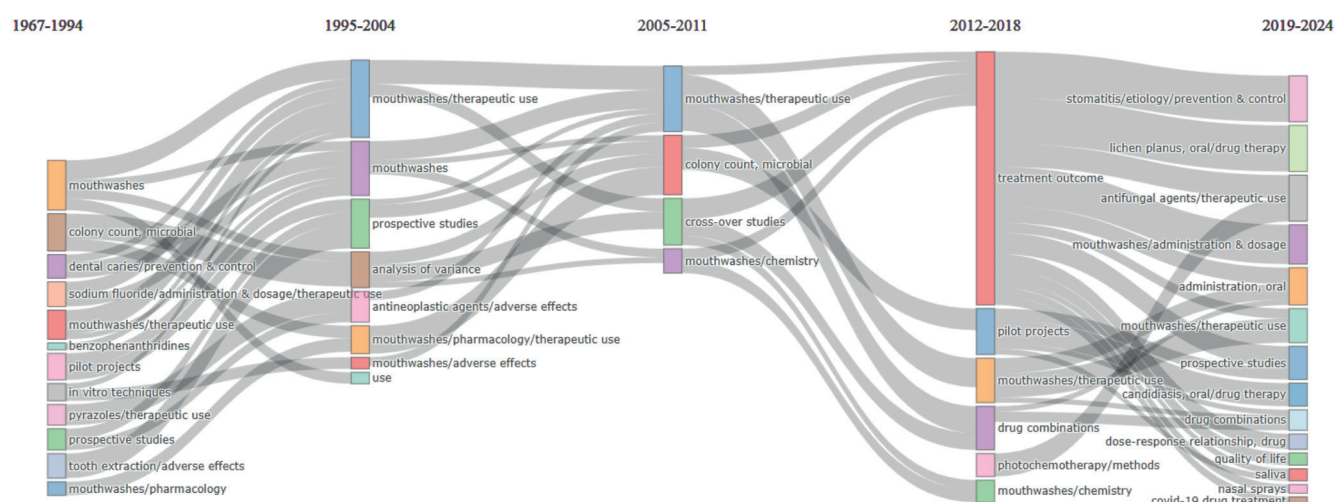 1967-1994
1995-2004
2005-2011
2012-2018
2019-2024
mouthwashes
colony count, microbial
dental caries/prevention & control
sodium fluoride/administration & dosage/therapeutic use
mouthwashes/therapeutic use
benzophenanthridines
pilot projects
in vitro techniques
pyrazoles/therapeutic use
prospective studies
tooth extraction/adverse effects
mouthwashes/pharmacology
mouthwashes/therapeutic use
mouthwashes
prospective studies
analysis of variance
antineoplastic agents/adverse effects
mouthwashes/pharmacology/therapeutic use
mouthwashes/adverse effects
use
mouthwashes/therapeutic use
colony count, microbial
cross-over studies
mouthwashes/chemistry
treatment outcome
pilot projects
mouthwashes/therapeutic use
drug combinations
photochemotherapy/methods
mouthwashes/chemistry
stomatitis/etiology/prevention & control
lichen planus, oral/drug therapy
antifungal agents/therapeutic use
mouthwashes/administration & dosage
administration, oral
mouthwashes/therapeutic use
prospective studies
candidiasis, oral/drug therapy
drug combinations
dose-response relationship, drug
quality of life
saliva
nasal sprays
covid-19 drug treatment